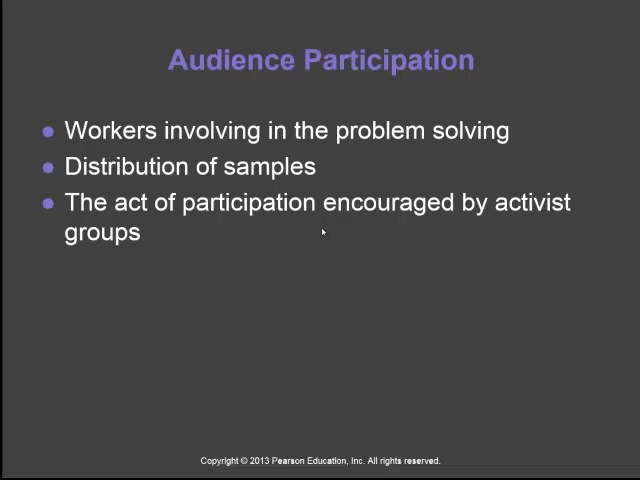 Audience Participation
● Workers involving in the problem solving
● Distribution of samples
● The act of participation encouraged by activist
groups
Copyright © 2013 Pearson Education, Inc. All rights reserved.